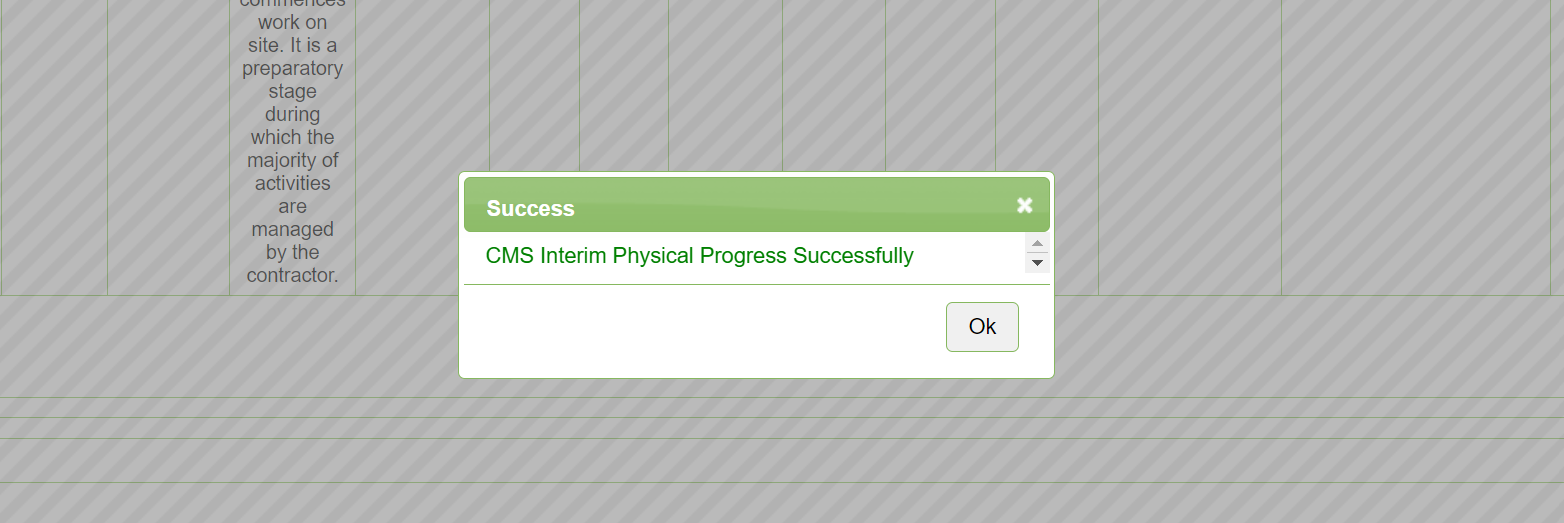 commences
work on
site. It is a
preparatory
stage
during
which the
majority of
activities
are
managed
by the
contractor.
Success
CMS Interim Physical Progress Successfully
Ok